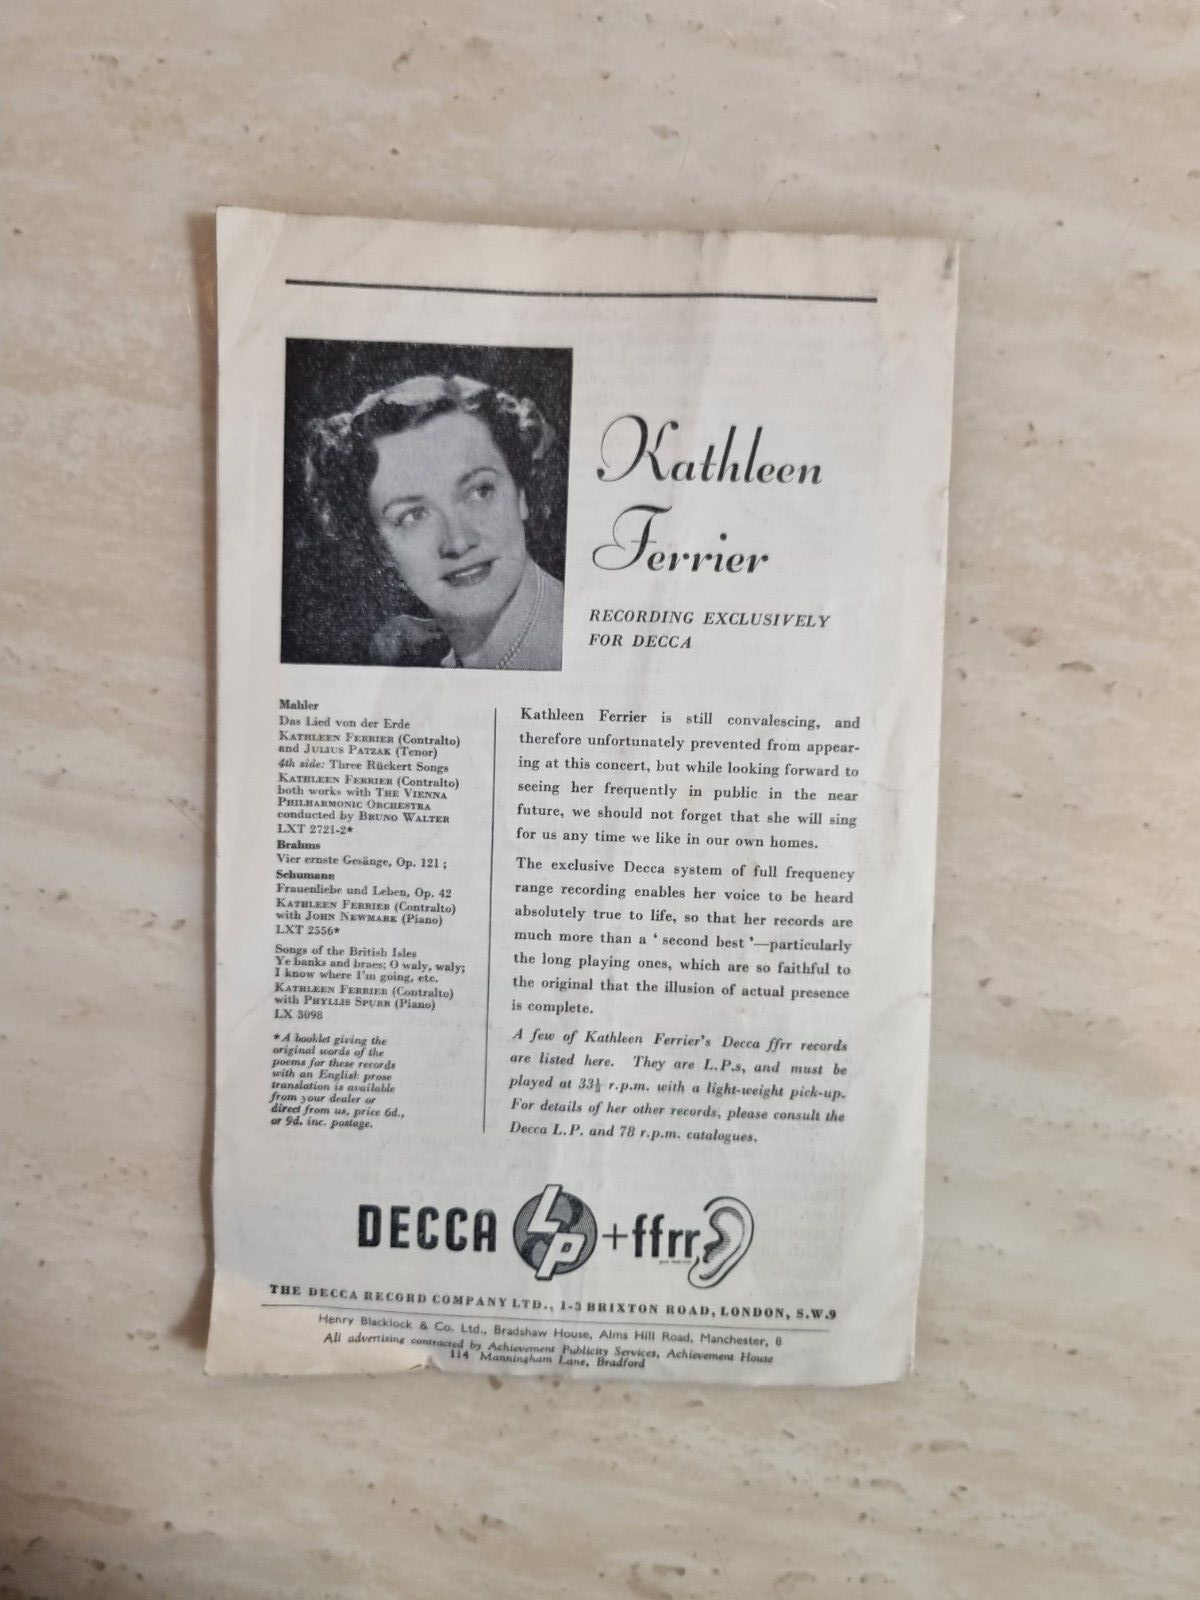 Kathleen
Ferrier
RECORDING EXCLUSIVELY
FOR DECCA
Mahler
Das Lied von der Erde
KATHLEEN FERRIER (Contralto)
and JULIUS PATZAK (Tenor)
4th side: Three Rückert Songs
KATHLEEN FERRIER (Contralto)
both works with THE VIENNA
PHILHARMONIC ORCHESTRA
conducted by BRUNO WALTER
LXT 2721-2*
Brahms
Vier ernste Gesänge, Op. 121 ;
Schumann
Frauenliebe und Leben, Op. 42
KATHLEEN FERRIER (Contralto)
with JOHN NEWMARK (Piano)
LXT 2556*
Songs of the British Isles
Ye banks and braes; O waly, waly;
I know where I'm going, etc.
KATHLEEN FERRIER (Contralto)
with PHYLLIS SPURR (Piano)
LX 3098
*A booklet giving the
original words of the
poems for these records
with an English prose
translation is available
from your dealer or
direct from us, price 6d.,
or 9d. inc. postage.
Kathleen Ferrier is still convalescing, and
therefore unfortunately prevented from appear-
ing at this concert, but while looking forward to
seeing her frequently in public in the near
future, we should not forget that she will sing
for us any time we like in our own homes.
The exclusive Decca system of full frequency
range recording enables her voice to be heard
absolutely true to life, so that her records are
much more than a ' second best '—particularly
the long playing ones, which are so faithful to
the original that the illusion of actual presence
is complete.
A few of Kathleen Ferrier's Decca ffrr records
are listed here. They are L.P.s, and must be
played at 33⅓ r.p.m. with a light-weight pick-up.
For details of her other records, please consult the
Decca L.P. and 78 r.p.m. catalogues.
DECCA LP + ffrr
THE DECCA RECORD COMPANY LTD., 1-3 BRIXTON ROAD, LONDON, S.W.9
Henry Blacklock & Co. Ltd., Bradshaw House, Alms Hill Road, Manchester, 8
All advertising contracted by Achievement Publicity Services, Achievement House
114 Manningham Lane, Bradford